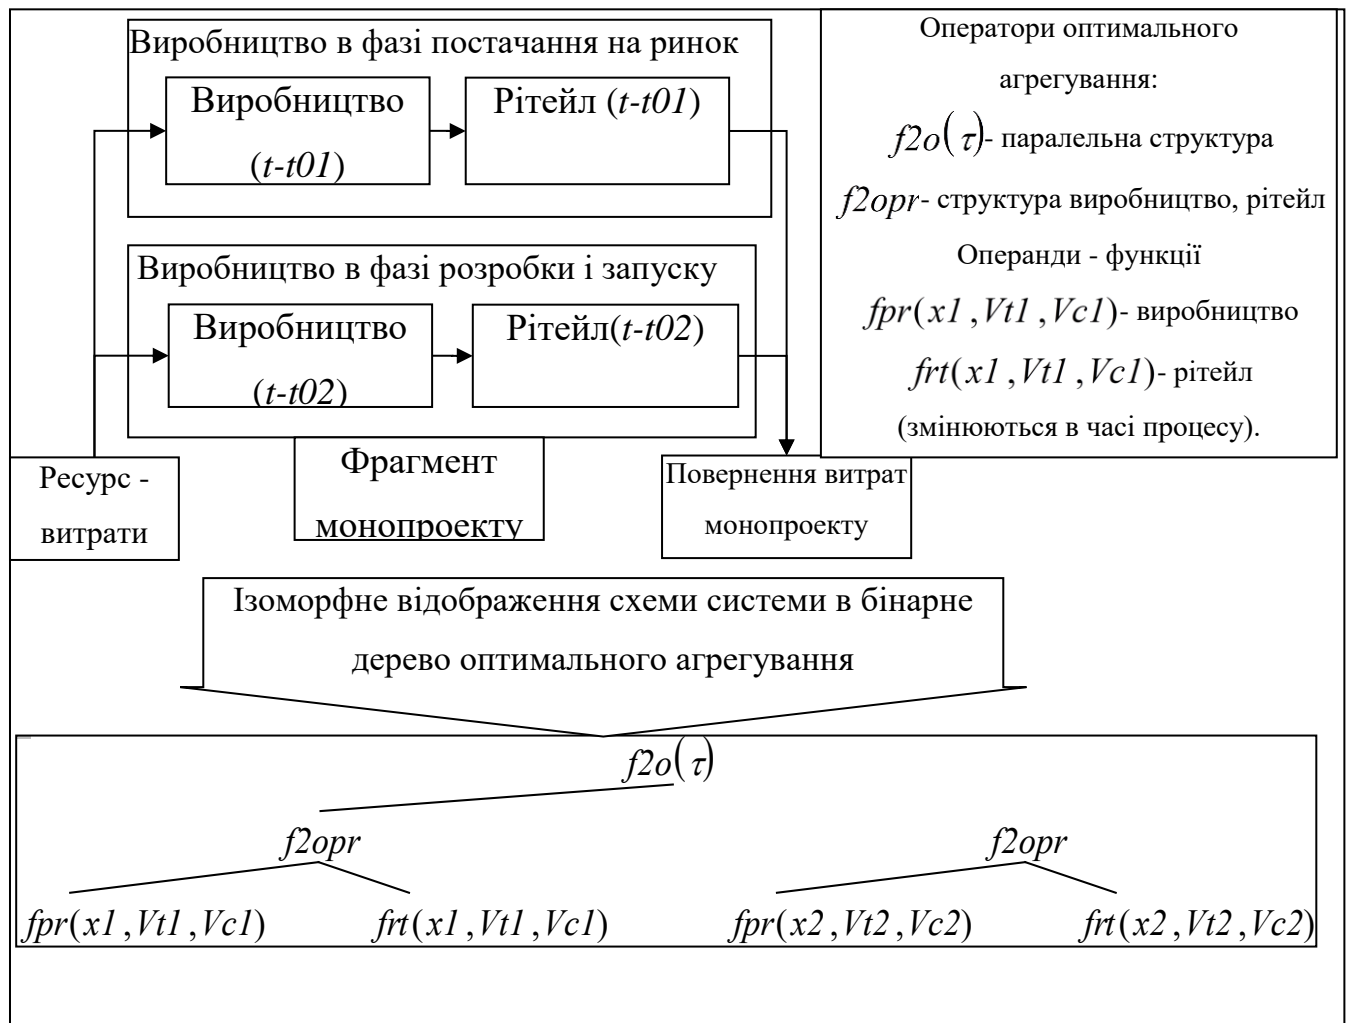 Виробництво в фазі постачання на ринок
Виробництво
(t-t01)
Рітейл (t-t01)
Виробництво в фазі розробки і запуску
Виробництво
(t-t02)
Рітейл(t-t02)
Ресурс -
витрати
Фрагмент
монопроекту
Повернення витрат
монопроекту
Оператори оптимального
агрегування:
f2o(τ)- паралельна структура
f2opr- структура виробництво, рітейл
Операнди - функції
fpr(x1 ,Vt1 ,Vc1)- виробництво
frt(x1 ,Vt1 ,Vc1)- рітейл
(змінюються в часі процесу).
Ізоморфне відображення схеми системи в бінарне
дерево оптимального агрегування
f2o(τ)
f2opr f2opr
fpr(x1 ,Vt1 ,Vc1) frt(x1 ,Vt1 ,Vc1) fpr(x2 ,Vt2 ,Vc2) frt(x2 ,Vt2 ,Vc2)